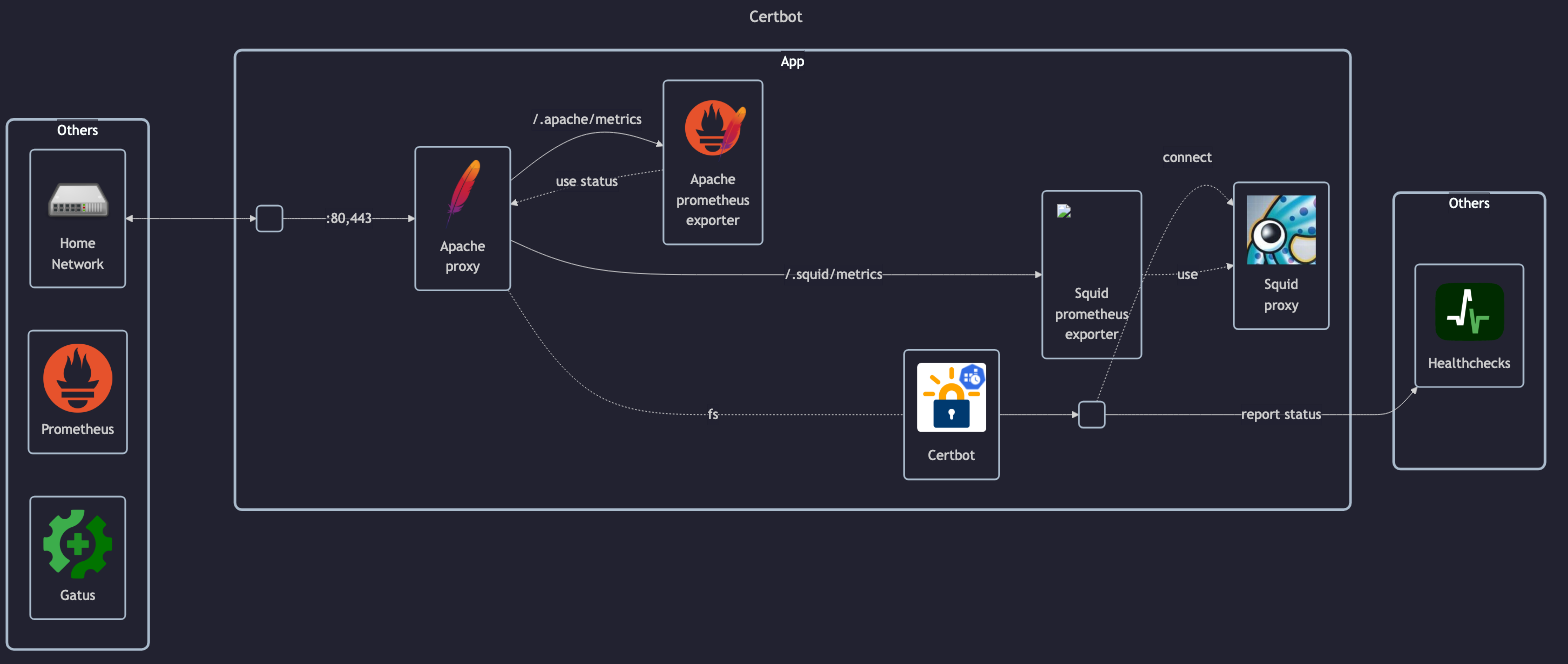 Certbot
App
Others
Home
Network
Prometheus
Gatus
:80,443
Apache
proxy
/.apache/metrics
use status
Apache
prometheus
exporter
/.squid/metrics
fs
Squid
prometheus
exporter
Certbot
connect
use
Squid
proxy
report status
Others
Healthchecks